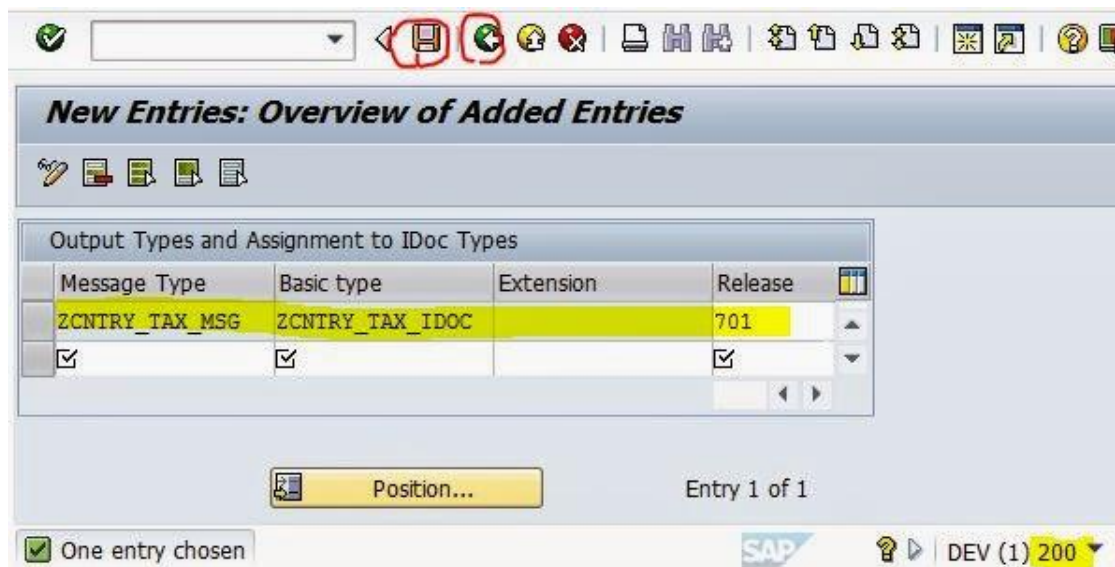 New Entries: Overview of Added Entries
Output Types and Assignment to IDoc Types
Message Type Basic type Extension Release
ZCNTRY_TAX_MSG ZCNTRY_TAX_IDOC 701
Position... Entry 1 of 1
One entry chosen SAP DEV (1) 200